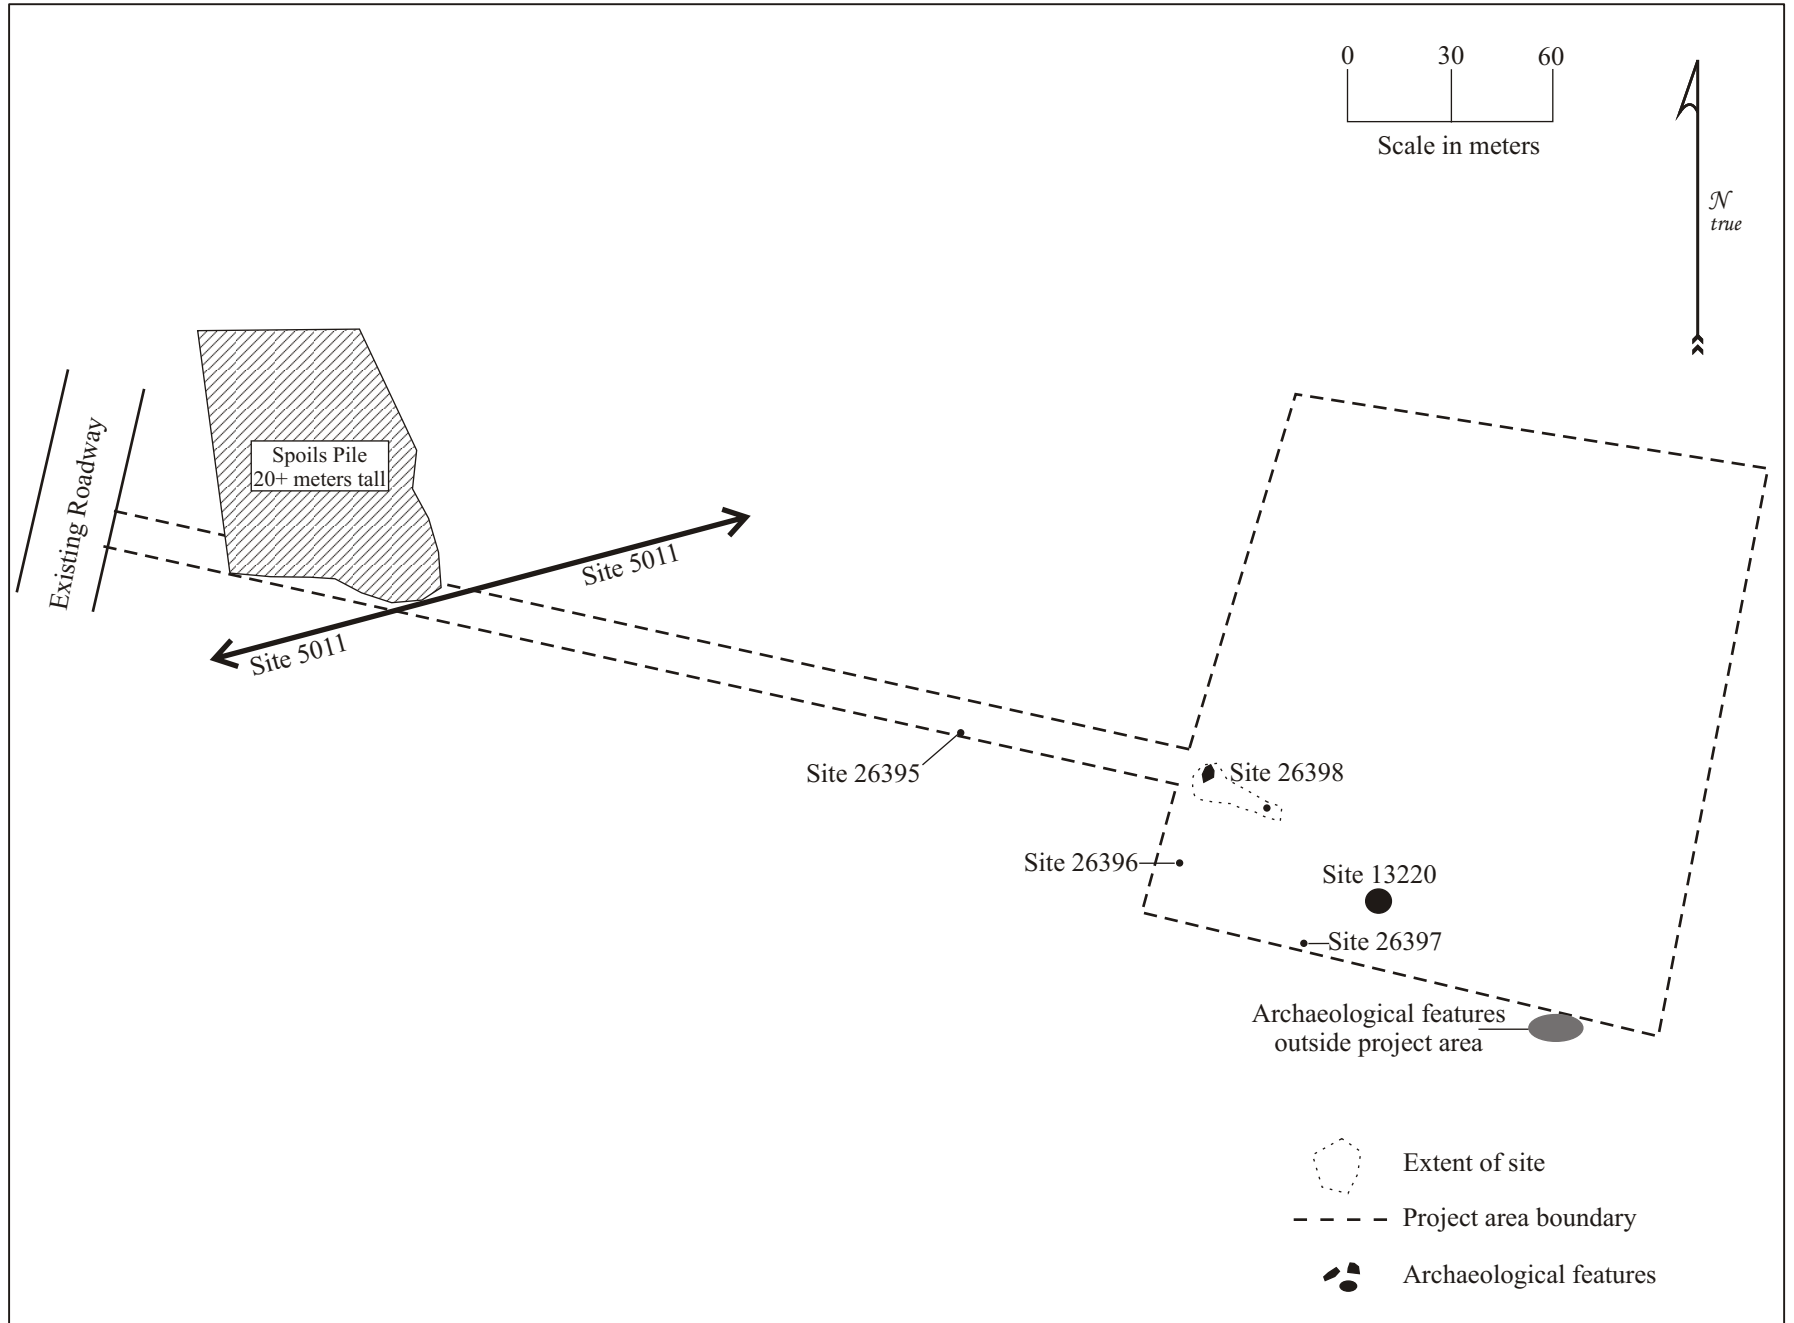 0 30 60
Scale in meters
N
true
Existing Roadway
Spoils Pile
20+ meters tall
Site 5011
Site 5011
Site 26395
Site 26398
Site 26396
Site 13220
Site 26397
Archaeological features
outside project area
Extent of site
Project area boundary
Archaeological features